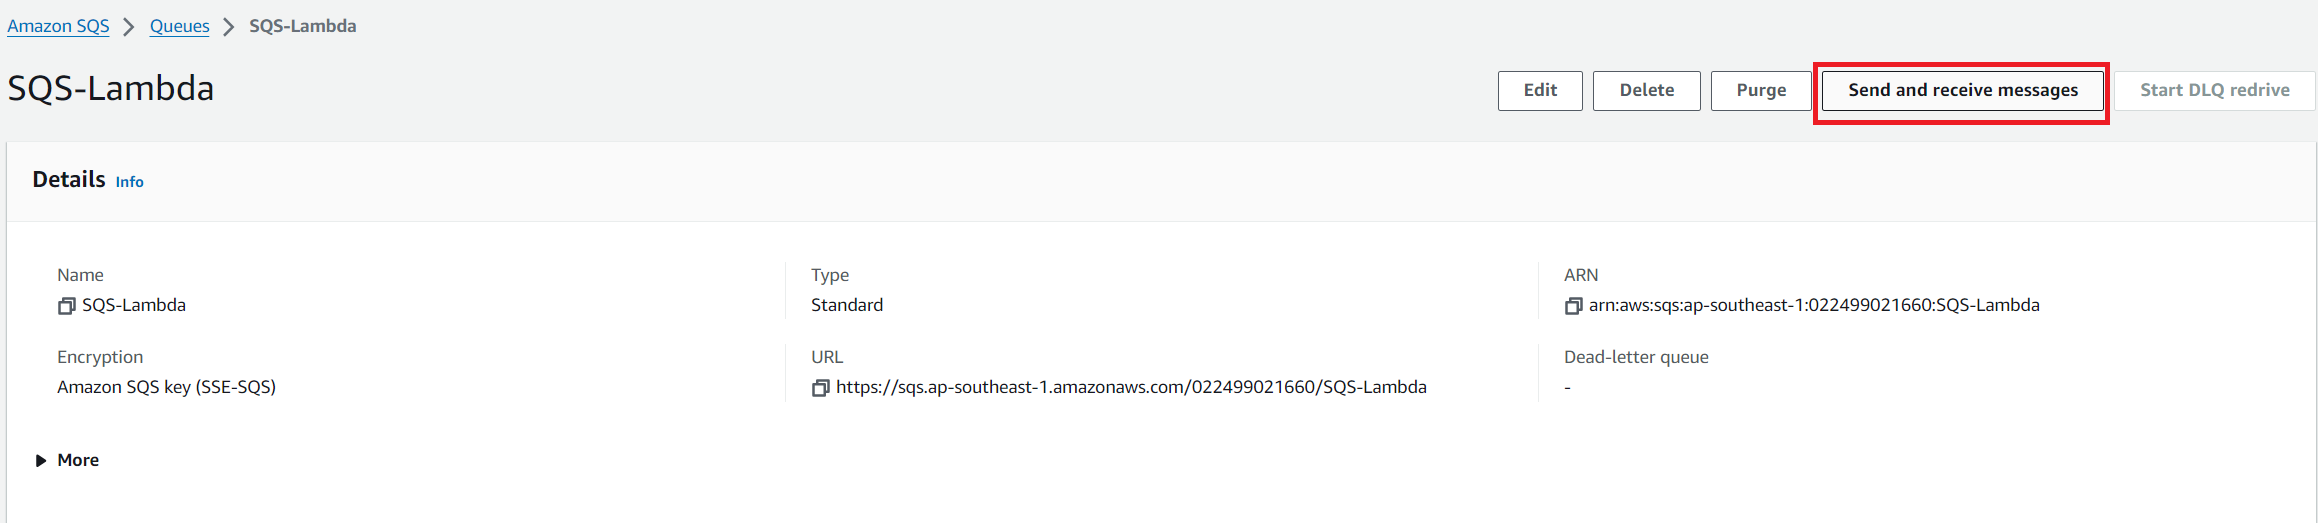 Amazon SQS > Queues > SQS-Lambda
SQS-Lambda
Edit Delete Purge Send and receive messages Start DLQ redrive
Details Info
Name Type ARN
SQS-Lambda Standard arn:aws:sqs:ap-southeast-1:022499021660:SQS-Lambda
Encryption URL Dead-letter queue
Amazon SQS key (SSE-SQS) https://sqs.ap-southeast-1.amazonaws.com/022499021660/SQS-Lambda -
More